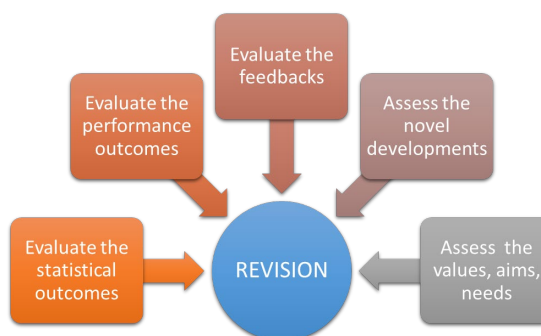 Evaluate the
feedbacks
Evaluate the
performance
outcomes
Assess the
novel
developments
Evaluate the
statistical
outcomes
REVISION
Assess the
values, aims,
needs